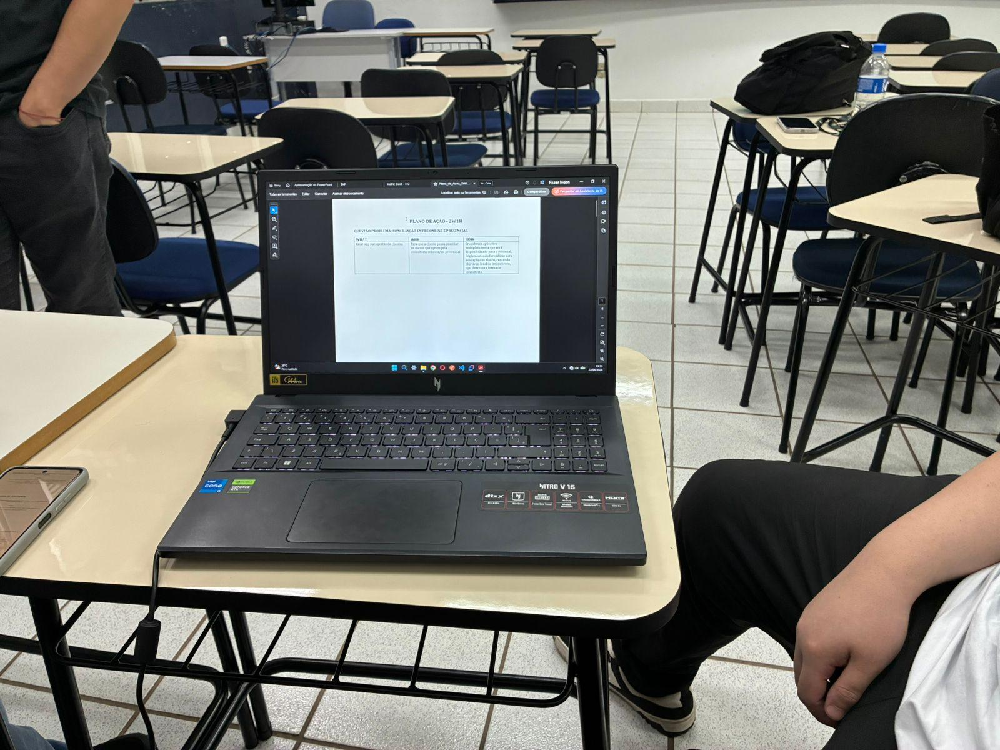 Menu
Apresentação do PowerPoint
TAP
Matriz Swot - TAC
Plano_de_Acao_2W1...
+ Criar
Fazer logon
Todas as ferramentas Editar Converter Assinar eletronicamente
Localizar texto ou ferramentas
Compartilhar
Perguntar ao Assistente de IA
PLANO DE AÇÃO - 2W1H
QUESTÃO PROBLEMA: CONCILIAÇÃO ENTRE ONLINE E PRESENCIAL
WHAT
Criar app para gestão de clientes
WHY
Para que o cliente possa conciliar
os alunos que optam pela
consultoria online e/ou presencial
HOW
Criando um aplicativo
multiplataforma que será
disponibilizado para o personal,
Implementando formulário para
avaliação dos alunos, contendo
objetivos, local de treinamento,
tipo de treino e forma de
consultoria.
25°C
Parc. nublado
FULL HD
144Hz
intel
CORE
i5
NVIDIA
GEFORCE
RTX
NITRO V 15
dts X
HDMI